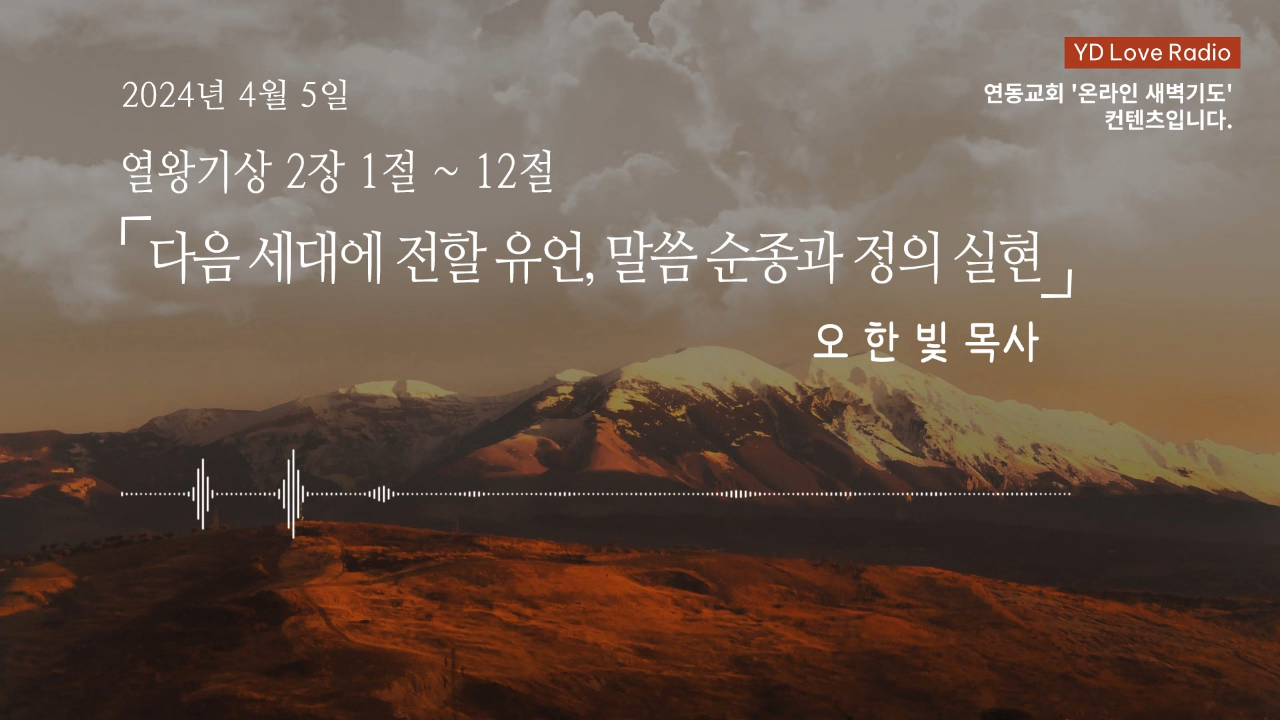 YD Love Radio
연동교회 '온라인 새벽기도'
컨텐츠입니다.
2024년 4월 5일
열왕기상 2장 1절 ~ 12절
「다음 세대에 전할 유언, 말씀 순종과 정의 실현」
오 한 빛 목사